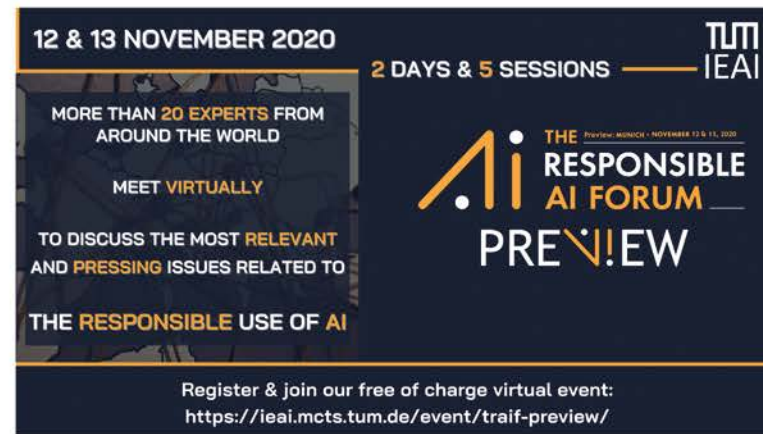 12 & 13 NOVEMBER 2020
2 DAYS & 5 SESSIONS
TUM
IEAI
MORE THAN 20 EXPERTS FROM
AROUND THE WORLD
MEET VIRTUALLY
TO DISCUSS THE MOST RELEVANT
AND PRESSING ISSUES RELATED TO
THE RESPONSIBLE USE OF AI
Ai
THE Preview: MUNICH • NOVEMBER 12 & 13, 2020
RESPONSIBLE
AI FORUM
PREV!EW
Register & join our free of charge virtual event:
https://ieai.mcts.tum.de/event/traif-preview/